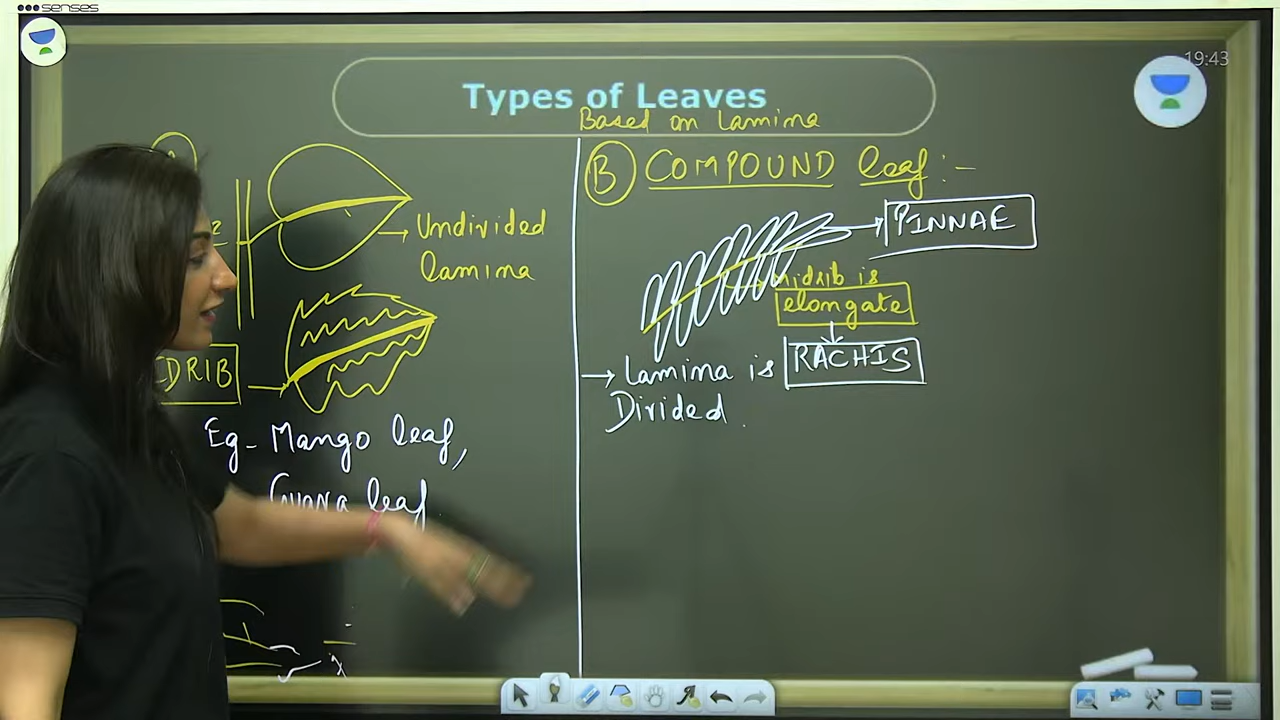 senses
19:43
Types of Leaves
Based on Lamina
Undivided
lamina
DRIB
Eg- Mango leaf,
Guava leaf
B COMPOUND leaf :-
PINNAE
midrib is
elongate
RACHIS
→ Lamina is
Divided.